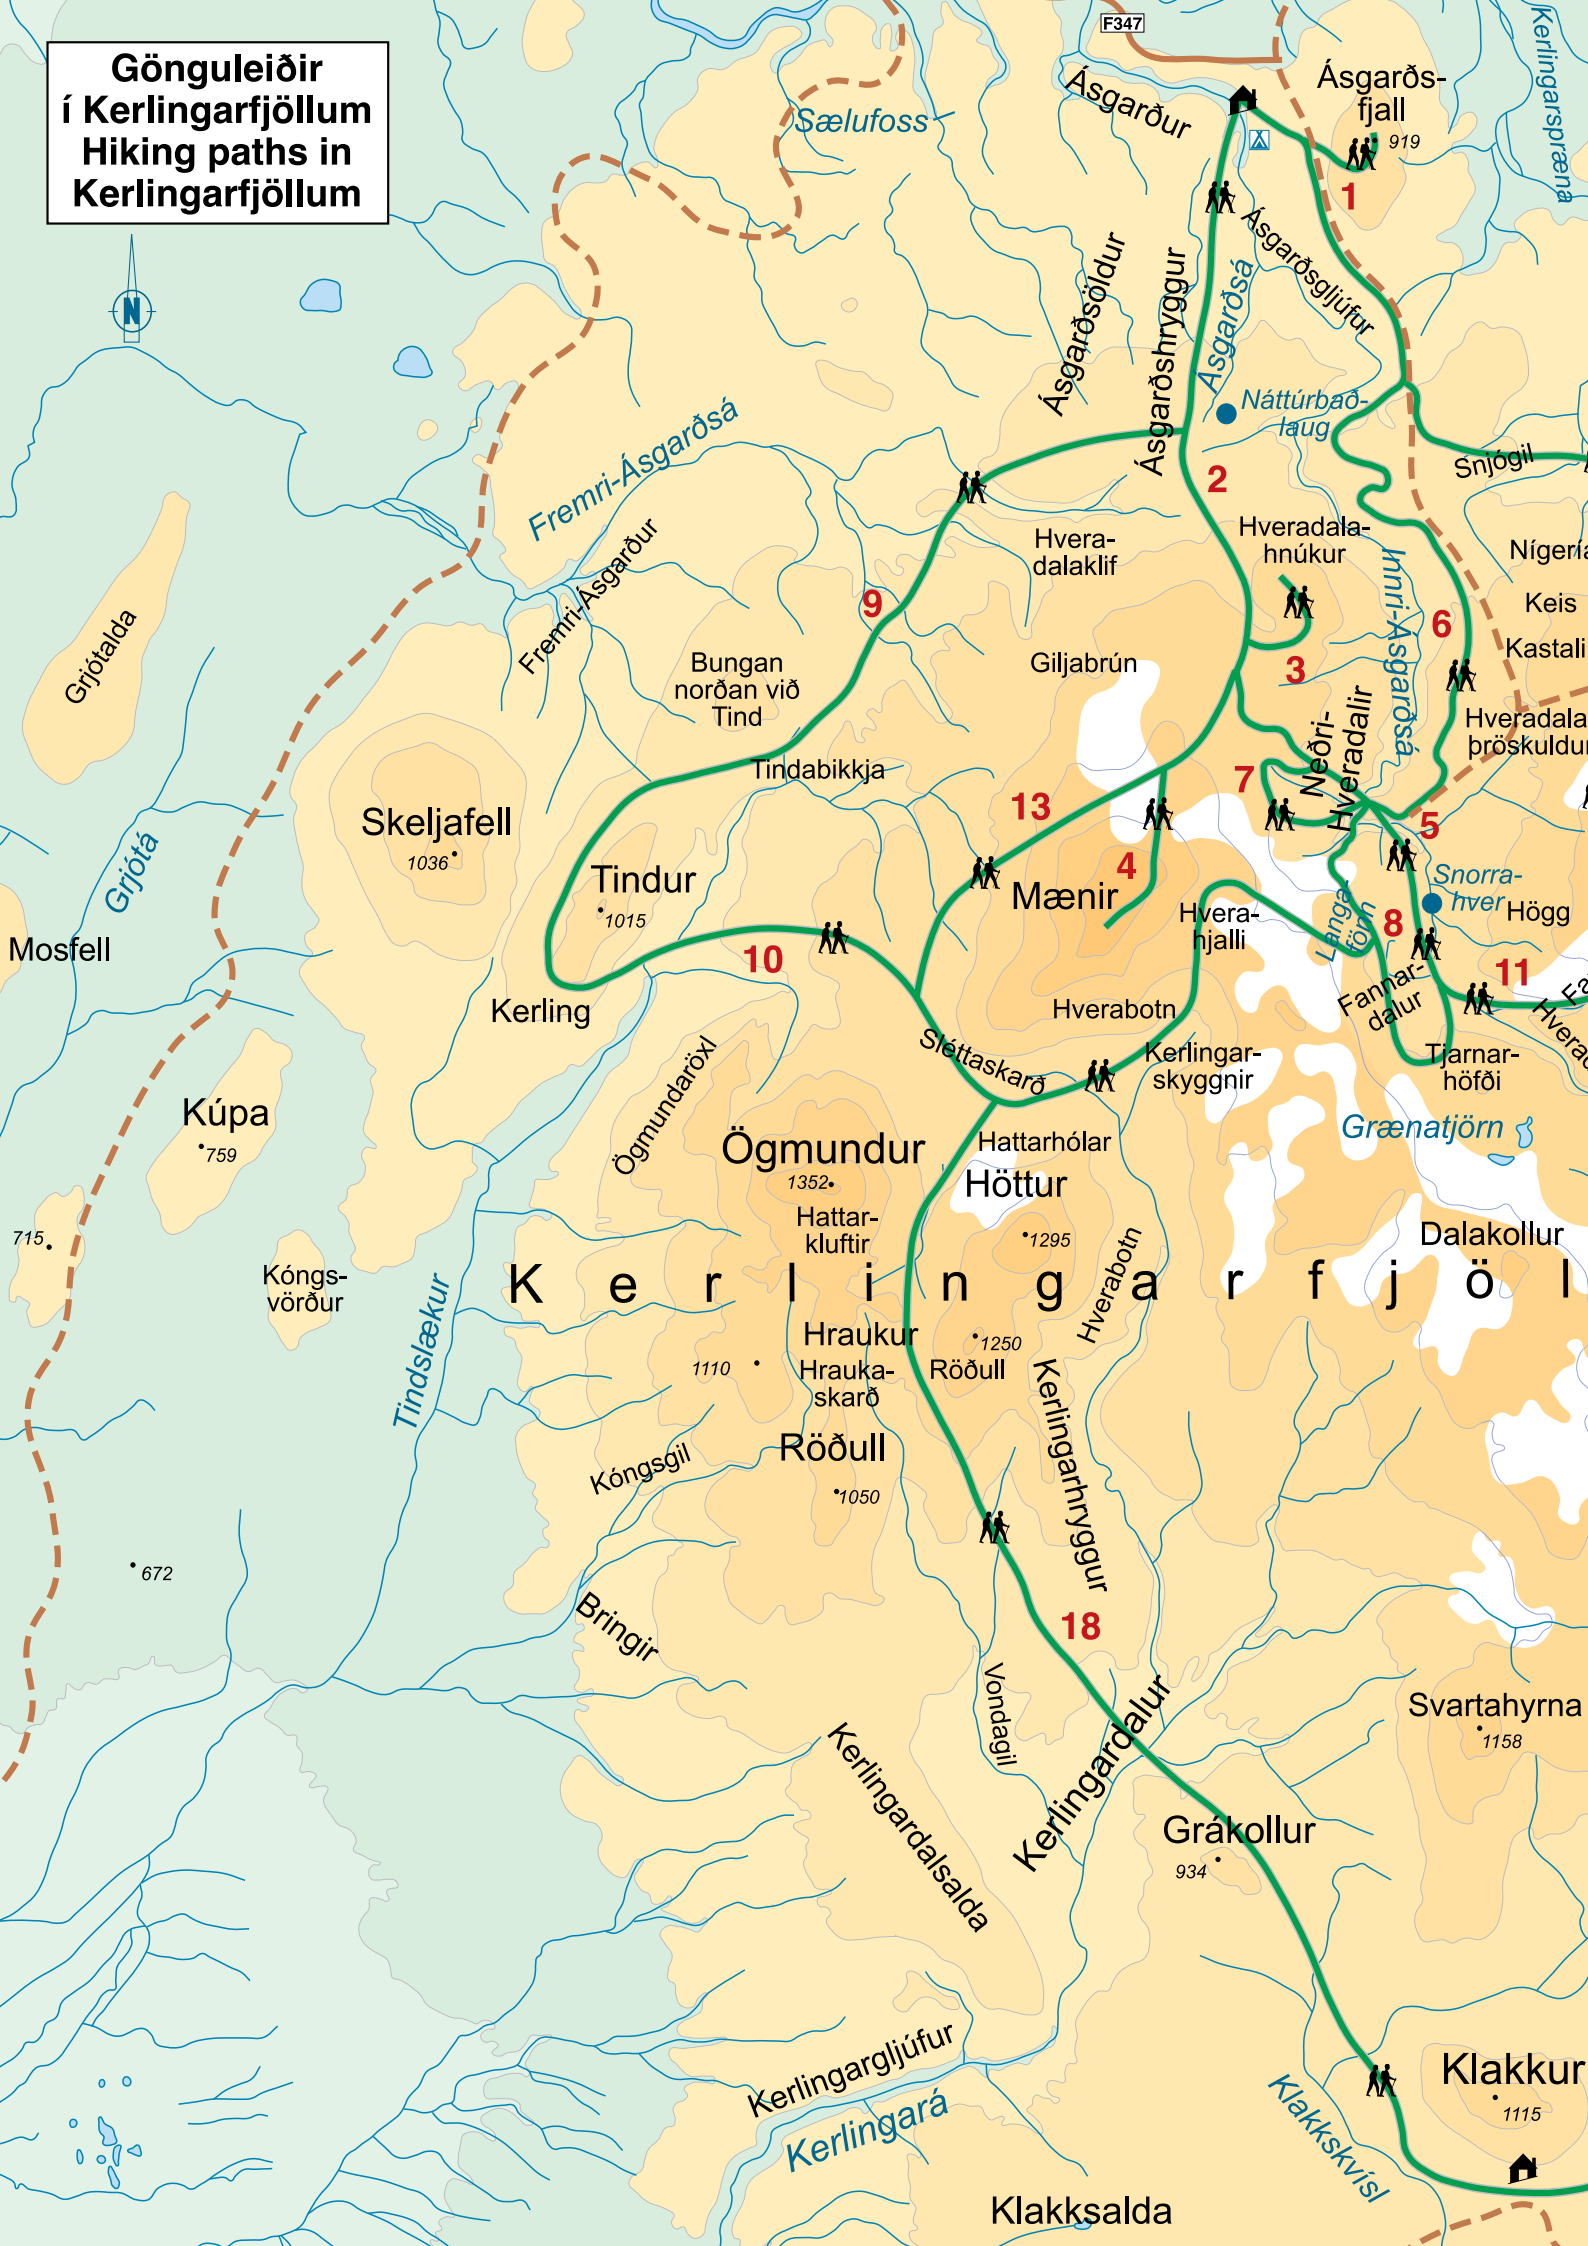 Gönguleiðir
í Kerlingarfjöllum
Hiking paths in
Kerlingarfjöllum
N
F347
Kerlingarspræna
Ásgarðs-
fjall
919
1
Ásgarður
Sælufoss
Ásgarðsöldur
Ásgarðshryggur
Ásgarðsá
Ásgarðsgljúfur
Náttúrbað-
laug
2
Snjógil
Fremri-Ásgarðsá
Fremri-Ásgarður
Hvera-
dalaklif
Hveradala-
hnúkur
Innri-Ásgarðsá
Keis
Kastali
6
9
3
Grjótalda
Bungan
norðan við
Tind
Giljabrún
Neðri-
Hveradalir
Hveradala
þröskuldu
Tindabikkja
7
13
5
Skeljafell
1036
Grjótá
Tindur
1015
Mænir
4
Snorra-
hver
Högg
Hvera-
hjalli
Langa-
fönn
8
Mosfell
10
11
Kerling
Hverabotn
Fannar-
dalur
Fa
Hverad
Sléttaskarð
Kerlingar-
skyggnir
Tjarnar-
höfði
Ögmundaröxl
Kúpa
759
Ögmundur
1352
Hattarhólar
Grænatjörn
Höttur
1295
Hattar-
kluftir
715
Dalakollur
Kóngs-
vörður
Kerlingarfjöl
Hverabotn
Tindslækur
Hraukur
1250
Röðull
1110
Hrauka-
skarð
Kerlingarhryggur
Röðull
1050
Kóngsgil
672
Bringir
18
Vondagil
Kerlingardalur
Svartahyrna
1158
Kerlingardalsalda
Grákollur
934
Kerlingargljúfur
Kerlingará
Klakkur
1115
Klakkskvísl
Klakksalda